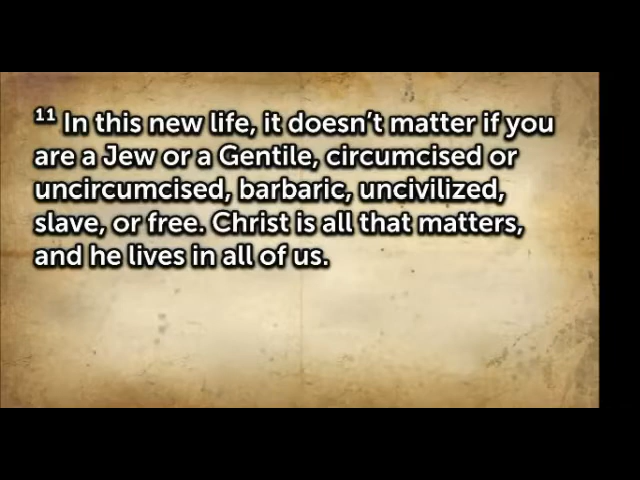 ¹¹ In this new life, it doesn’t matter if you
are a Jew or a Gentile, circumcised or
uncircumcised, barbaric, uncivilized,
slave, or free. Christ is all that matters,
and he lives in all of us.